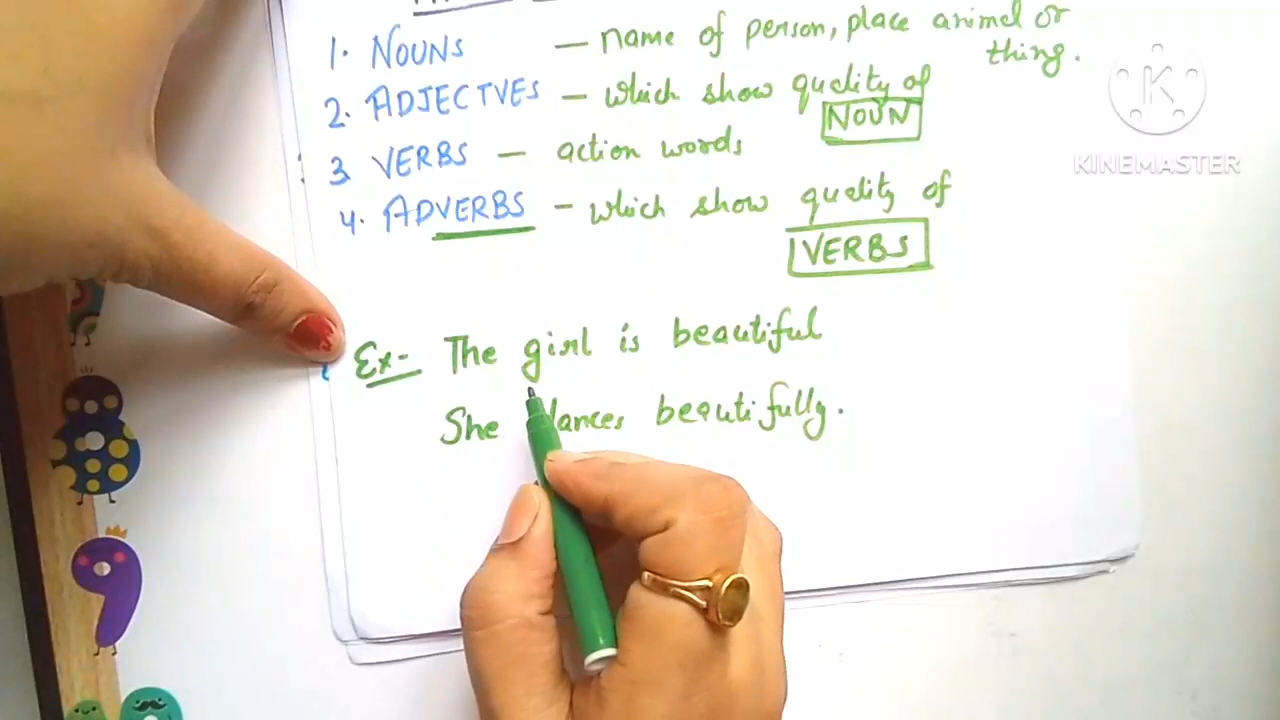 1. NOUNS — name of person, place animal or
thing.
2. ADJECTVES — which show quality of
NOUN
3 VERBS — action words
4. ADVERBS - which show quality of
VERBS
Ex- The girl is beautiful
She dances beautifully.
K
KINEMASTER